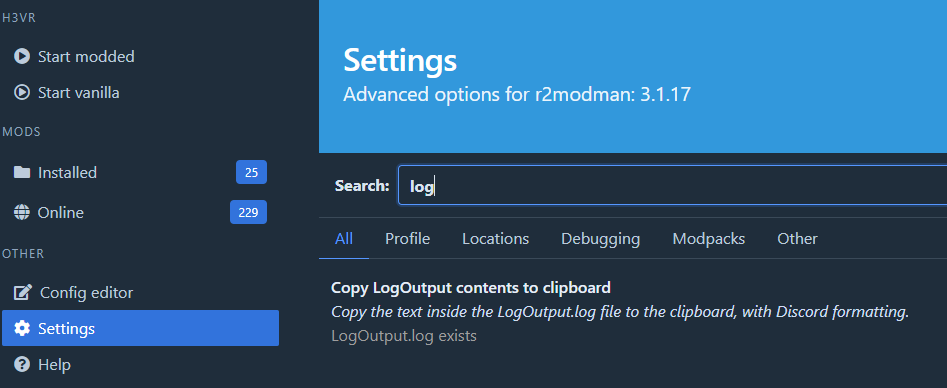 H3VR
Start modded
Start vanilla
MODS
Installed 25
Online 229
OTHER
Config editor
Settings
Help
Settings
Advanced options for r2modman: 3.1.17
Search: log
All Profile Locations Debugging Modpacks Other
Copy LogOutput contents to clipboard
Copy the text inside the LogOutput.log file to the clipboard, with Discord formatting.
LogOutput.log exists